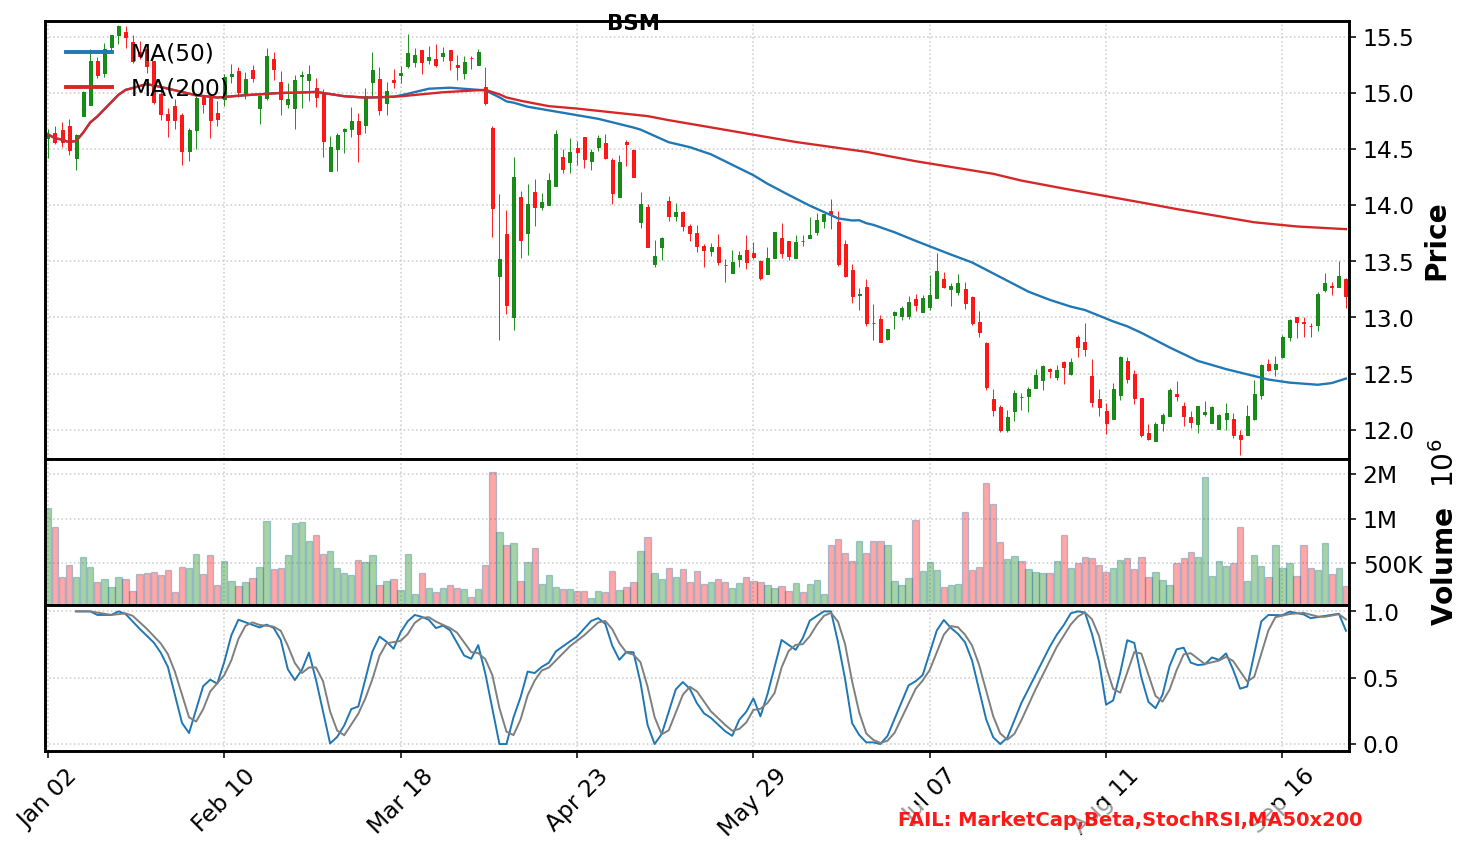 BSM
MA(50)
MA(200)
15.5
15.0
14.5
14.0
13.5
13.0
12.5
12.0
Price
2M
1M
500K
Volume 10^6
1.0
0.5
0.0
Jan 02
Feb 10
Mar 18
Apr 23
May 29
Jul 07
Aug 11
Sep 16
FAIL: MarketCap,Beta,StochRSI,MA50x200